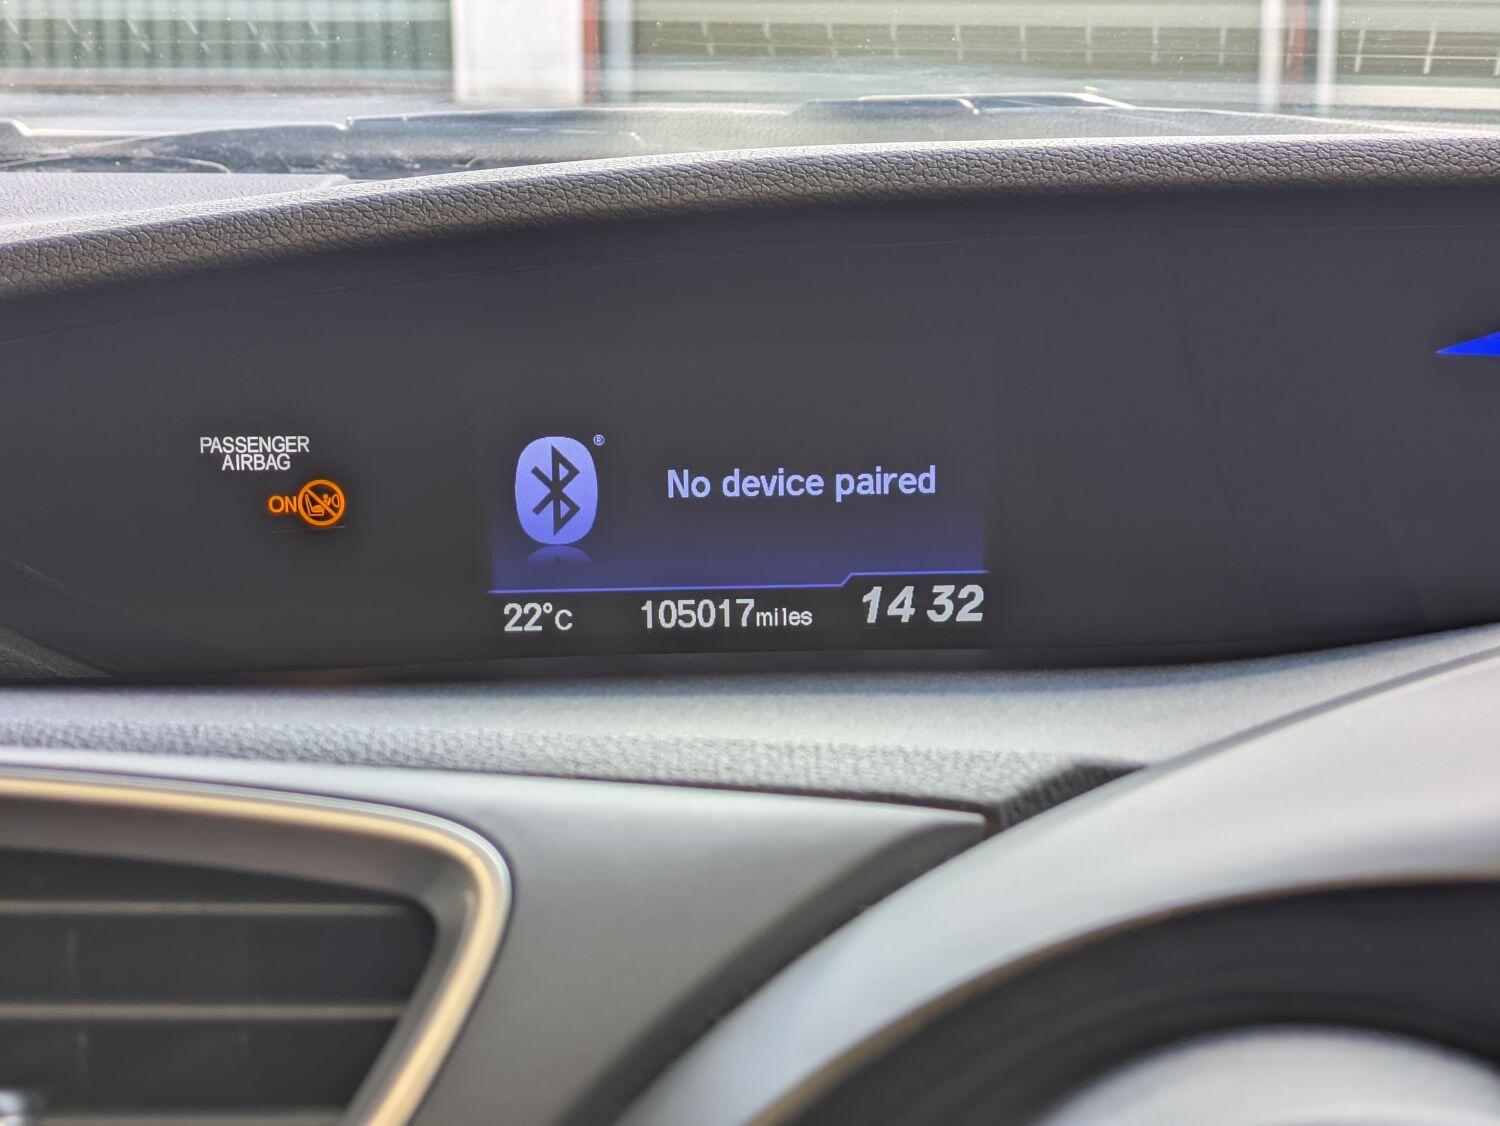 PASSENGER
AIRBAG
ON
No device paired
22°C
105017miles
14 32